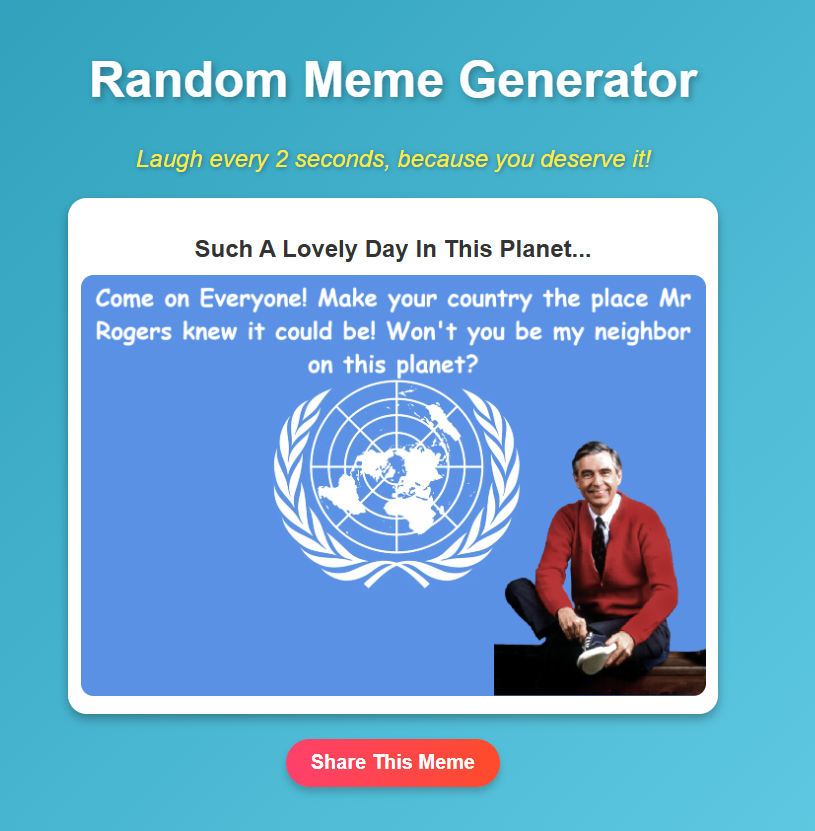 Random Meme Generator
Laugh every 2 seconds, because you deserve it!
Such A Lovely Day In This Planet...
Come on Everyone! Make your country the place Mr
Rogers knew it could be! Won't you be my neighbor
on this planet?
Share This Meme